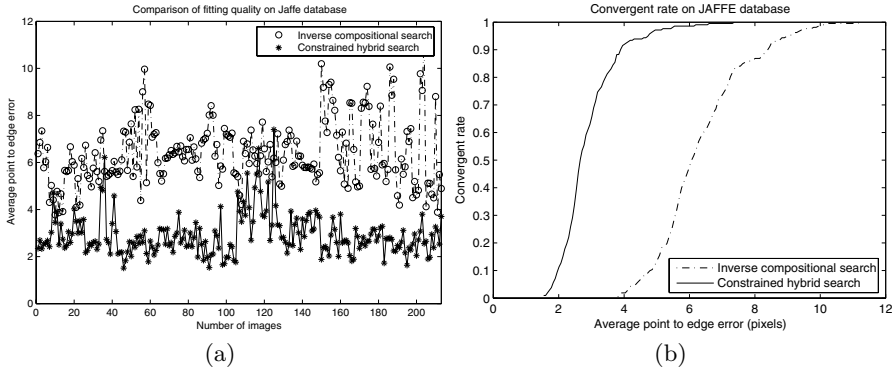 Comparison of fitting quality on Jaffe database
Inverse compositional search
Constrained hybrid search
Average point to edge error
12
10
8
6
4
2
0
0 20 40 60 80 100 120 140 160 180 200
Number of images
(a)
Convergent rate on JAFFE database
Convergent rate
1
0.9
0.8
0.7
0.6
0.5
0.4
0.3
0.2
0.1
0
Inverse compositional search
Constrained hybrid search
0 2 4 6 8 10 12
Average point to edge error (pixels)
(b)